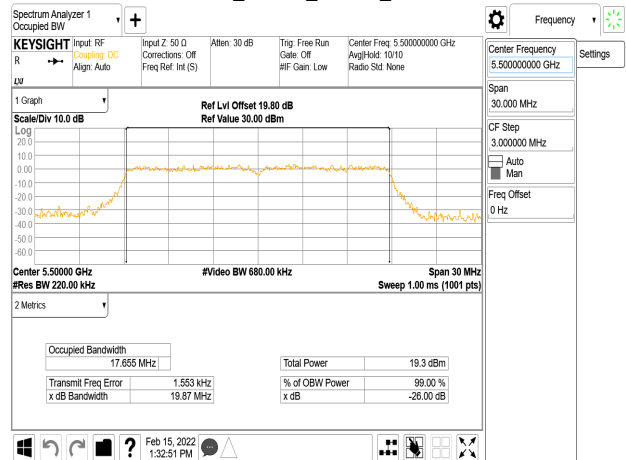 Spectrum Analyzer 1
Occupied BW
Frequency
KEYSIGHT
R
LXI
Input: RF
Coupling: DC
Align: Auto
Input Z: 50 Ω
Corrections: Off
Freq Ref: Int (S)
Atten: 30 dB
Trig: Free Run
Gate: Off
#IF Gain: Low
Center Freq: 5.500000000 GHz
Avg|Hold: 10/10
Radio Std: None
Center Frequency
5.500000000 GHz
Settings
Span
30.000 MHz
CF Step
3.000000 MHz
Auto
Man
Freq Offset
0 Hz
1 Graph
Scale/Div 10.0 dB
Ref Lvl Offset 19.80 dB
Ref Value 30.00 dBm
Log
20.0
10.0
0.00
-10.0
-20.0
-30.0
-40.0
-50.0
-60.0
Center 5.50000 GHz
#Video BW 680.00 kHz
Span 30 MHz
#Res BW 220.00 kHz
Sweep 1.00 ms (1001 pts)
2 Metrics
Occupied Bandwidth
17.655 MHz
Total Power 19.3 dBm
Transmit Freq Error 1.553 kHz
% of OBW Power 99.00 %
x dB Bandwidth 19.87 MHz
x dB -26.00 dB
?
Feb 15, 2022
1:32:51 PM